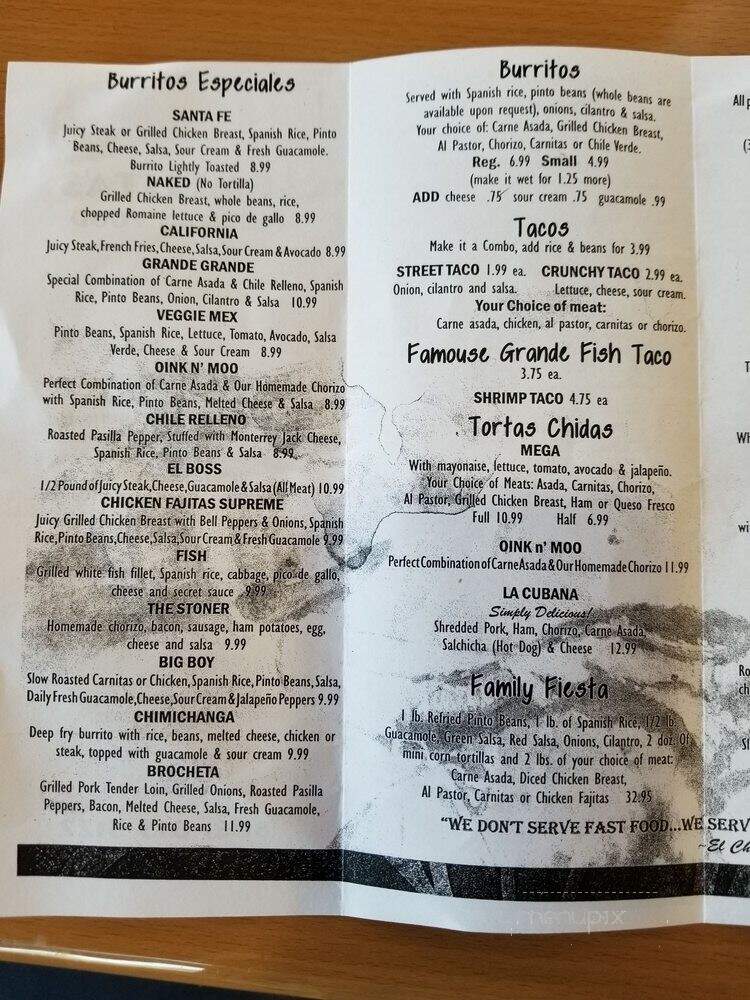 Burritos Especiales
SANTA FE
Juicy Steak or Grilled Chicken Breast, Spanish Rice, Pinto
Beans, Cheese, Salsa, Sour Cream & Fresh Guacamole.
Burrito Lightly Toasted 8.99
NAKED (No Tortilla)
Grilled Chicken Breast, whole beans, rice,
chopped Romaine lettuce & pico de gallo 8.99
CALIFORNIA
Juicy Steak, French Fries, Cheese, Salsa, Sour Cream & Avocado 8.99
GRANDE GRANDE
Special Combination of Carne Asada & Chile Relleno, Spanish
Rice, Pinto Beans, Onion, Cilantro & Salsa 10.99
VEGGIE MEX
Pinto Beans, Spanish Rice, Lettuce, Tomato, Avocado, Salsa
Verde, Cheese & Sour Cream 8.99
OINK N' MOO
Perfect Combination of Carne Asada & Our Homemade Chorizo
with Spanish Rice, Pinto Beans, Melted Cheese & Salsa 8.99
CHILE RELLENO
Roasted Pasilla Pepper, Stuffed with Monterrey Jack Cheese,
Spanish Rice, Pinto Beans & Salsa 8.99
EL BOSS
1/2 Pound of Juicy Steak, Cheese, Guacamole & Salsa (All Meat) 10.99
CHICKEN FAJITAS SUPREME
Juicy Grilled Chicken Breast with Bell Peppers & Onions, Spanish
Rice, Pinto Beans, Cheese, Salsa, Sour Cream & Fresh Guacamole 9.99
FISH
Grilled white fish fillet, Spanish rice, cabbage, pico de gallo,
cheese and secret sauce 9.99
THE STONER
Homemade chorizo, bacon, sausage, ham potatoes, egg,
cheese and salsa 9.99
BIG BOY
Slow Roasted Carnitas or Chicken, Spanish Rice, Pinto Beans, Salsa,
Daily Fresh Guacamole, Cheese, Sour Cream & Jalapeño Peppers 9.99
CHIMICHANGA
Deep fry burrito with rice, beans, melted cheese, chicken or
steak, topped with guacamole & sour cream 9.99
BROCHETA
Grilled Pork Tender Loin, Grilled Onions, Roasted Pasilla
Peppers, Bacon, Melted Cheese, Salsa, Fresh Guacamole,
Rice & Pinto Beans 11.99
Burritos
Served with Spanish rice, pinto beans (whole beans are
available upon request), onions, cilantro & salsa.
Your choice of: Carne Asada, Grilled Chicken Breast,
Al Pastor, Chorizo, Carnitas or Chile Verde.
Reg. 6.99 Small 4.99
(make it wet for 1.25 more)
ADD cheese .75 sour cream .75 guacamole .99
Tacos
Make it a Combo, add rice & beans for 3.99
STREET TACO 1.99 ea. CRUNCHY TACO 2.99 ea.
Onion, cilantro and salsa. Lettuce, cheese, sour cream.
Your Choice of meat:
Carne asada, chicken, al pastor, carnitas or chorizo.
Famouse Grande Fish Taco
3.75 ea.
SHRIMP TACO 4.75 ea
Tortas Chidas
MEGA
With mayonaise, lettuce, tomato, avocado & jalapeño.
Your Choice of Meats: Asada, Carnitas, Chorizo,
Al Pastor, Grilled Chicken Breast, Ham or Queso Fresco
Full 10.99 Half 6.99
OINK n' MOO
Perfect Combination of Carne Asada & Our Homemade Chorizo 11.99
LA CUBANA
Simply Delicious!
Shredded Pork, Ham, Chorizo, Carne Asada,
Salchicha (Hot Dog) & Cheese 12.99
Family Fiesta
1 lb. Refried Pinto Beans, 1 lb. of Spanish Rice, 1/2 lb.
Guacamole, Green Salsa, Red Salsa, Onions, Cilantro, 2 doz. Of
mini corn tortillas and 2 lbs. of your choice of meat:
Carne Asada, Diced Chicken Breast,
Al Pastor, Carnitas or Chicken Fajitas 32.95
"WE DON'T SERVE FAST FOOD...WE SERV
~El Ch
All p
(3
T
Wh
wi
Ro
ch
menupix